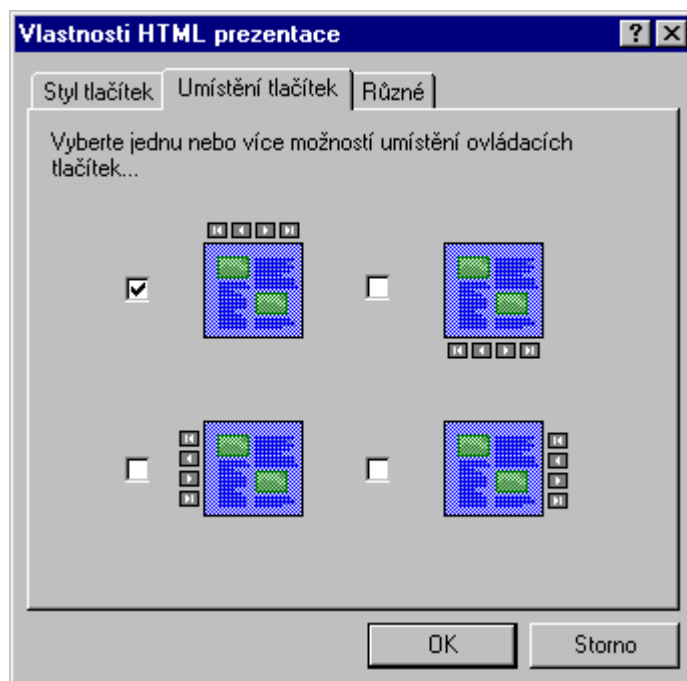 Vlastnosti HTML prezentace
Styl tlačítek Umístění tlačítek Různé
Vyberte jednu nebo více možností umístění ovládacích
tlačítek...
OK Storno